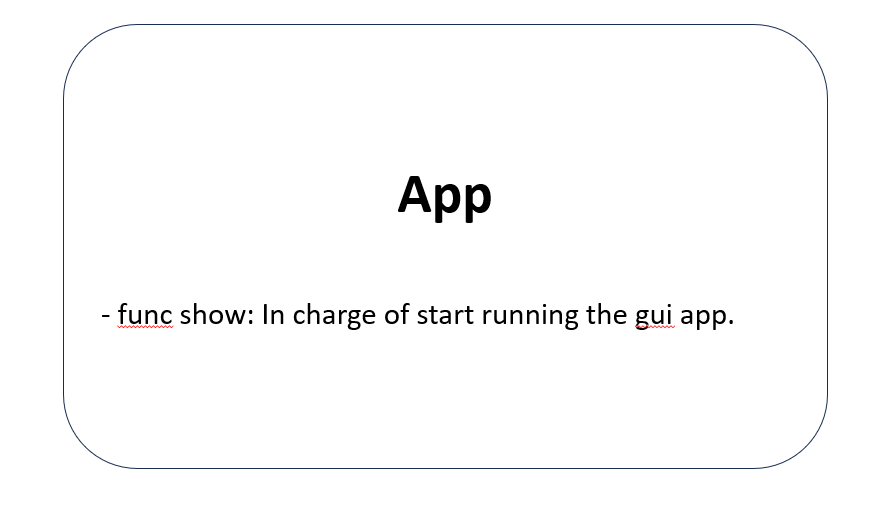 App
- func show: In charge of start running the gui app.